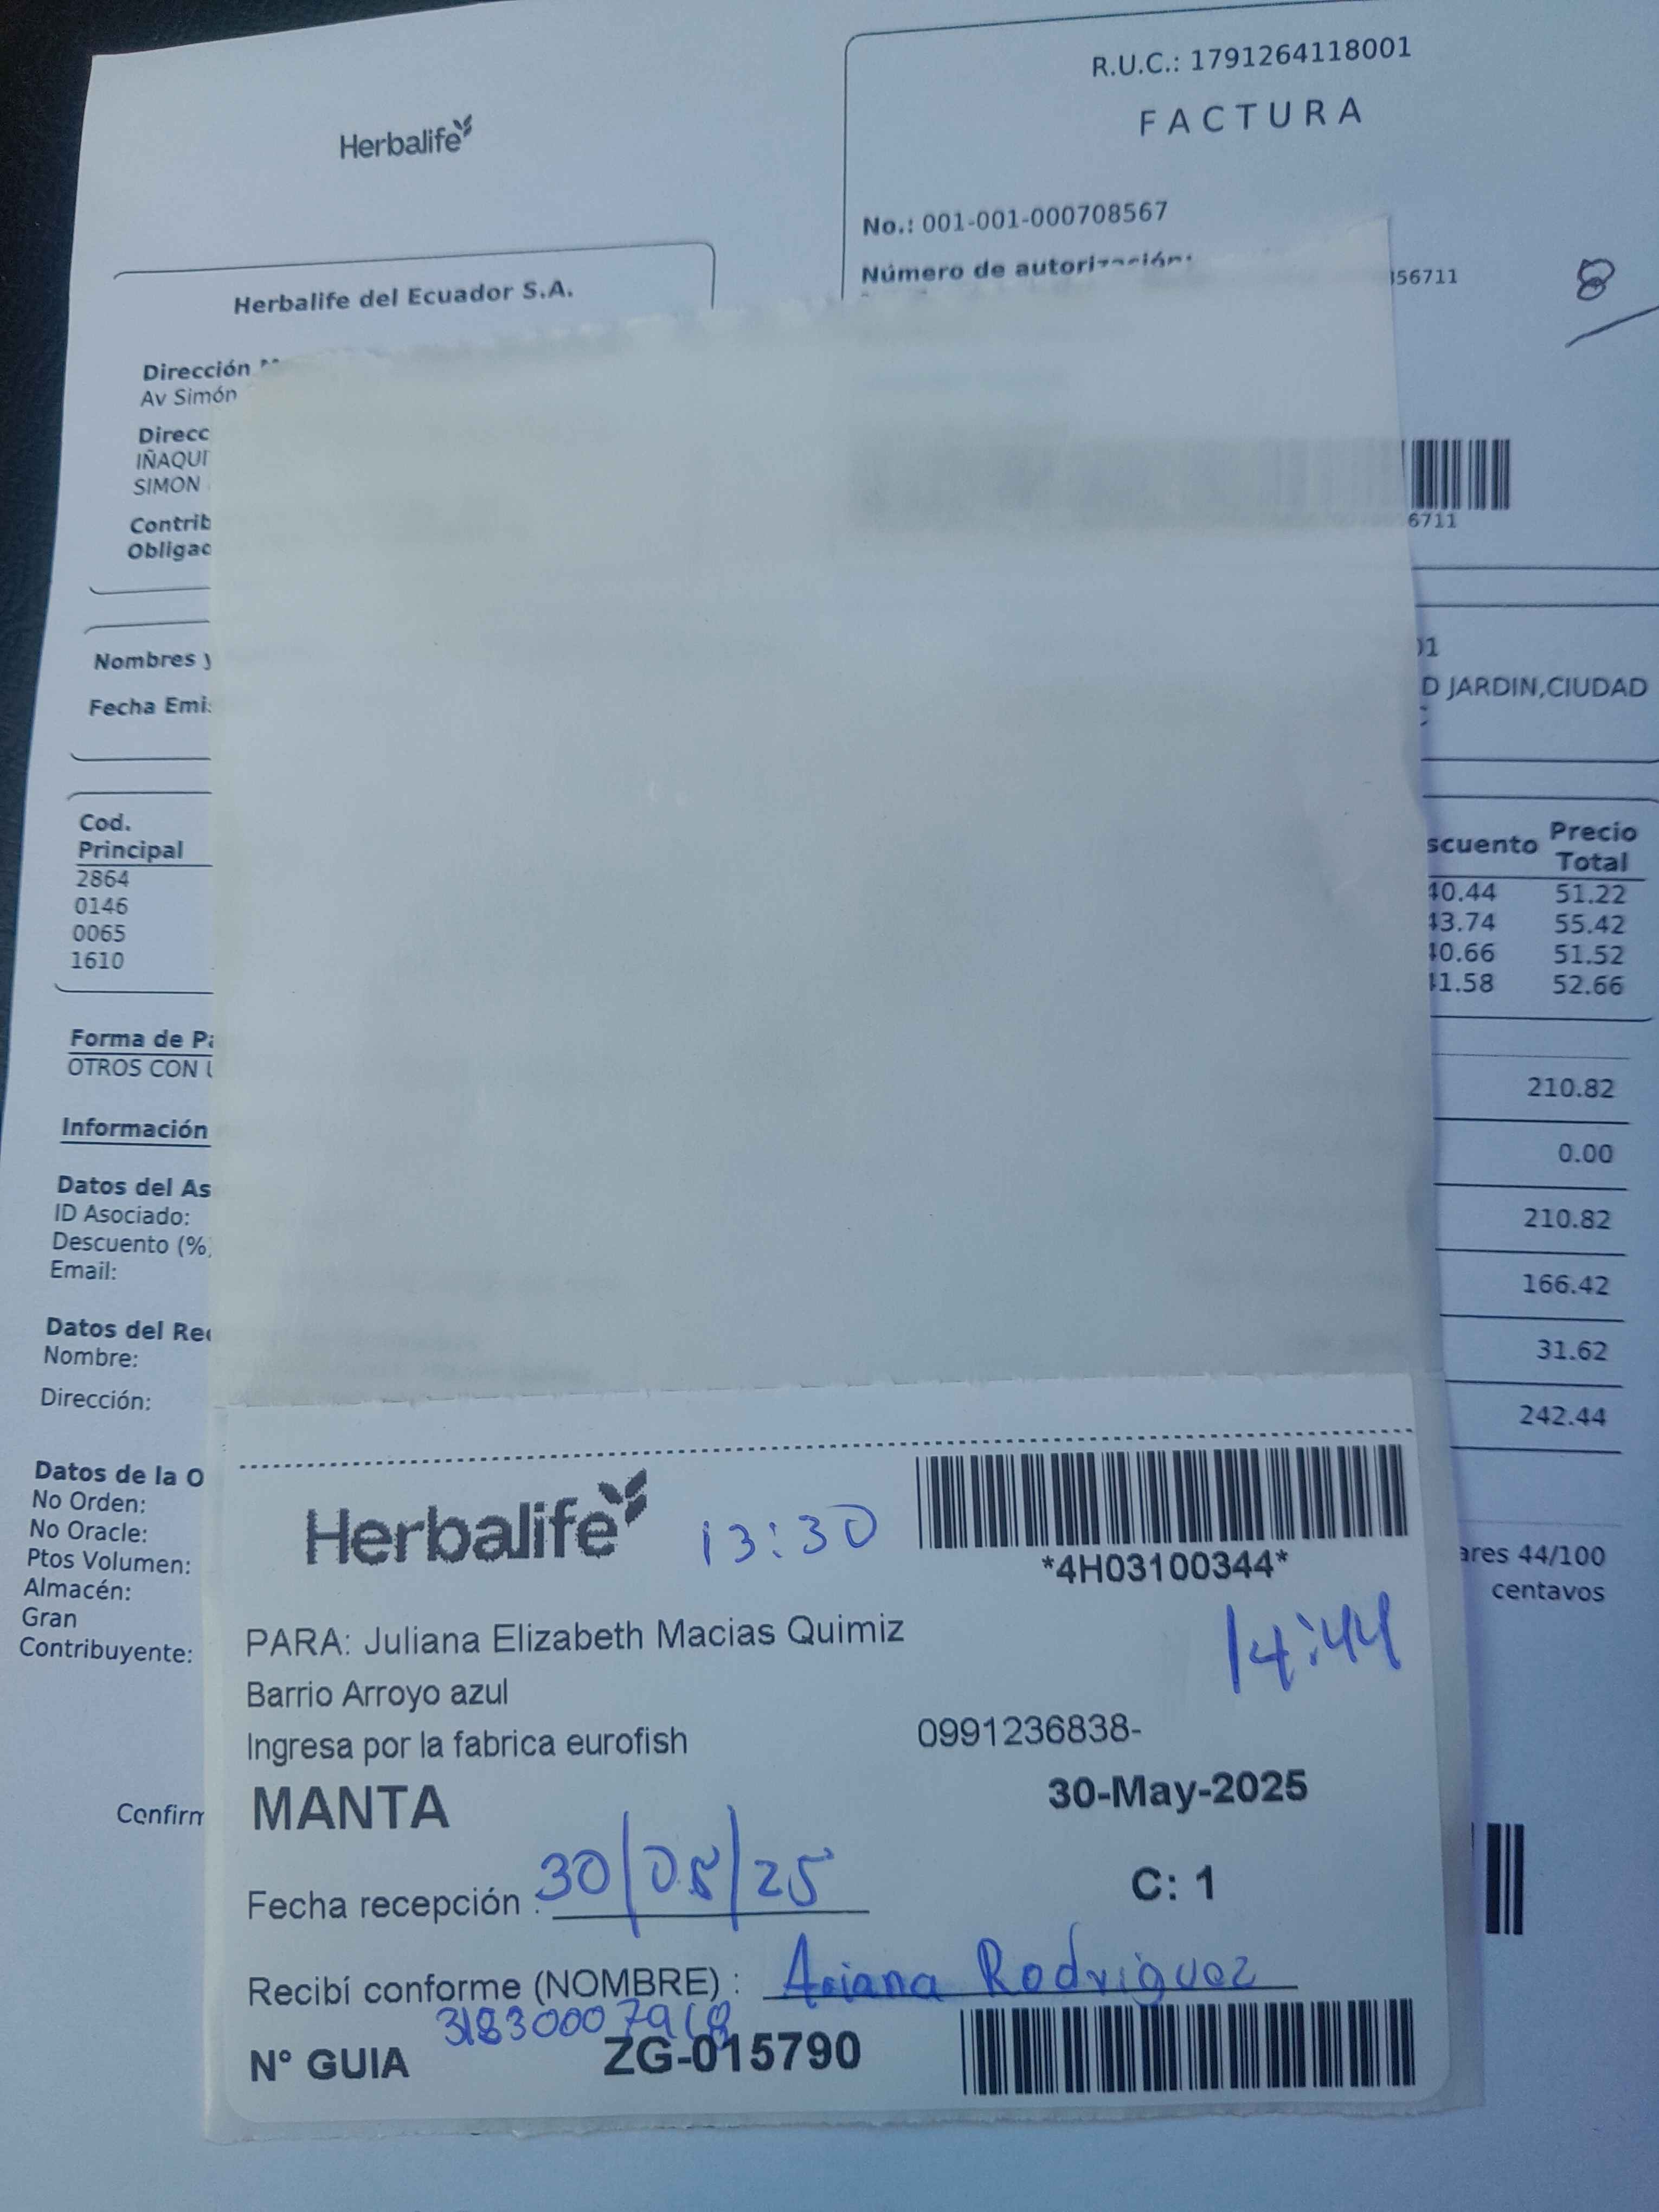 Herbalife
R.U.C.: 1791264118001
FACTURA
No.: 001-001-000708567
Número de autorización:
56711
8
Herbalife del Ecuador S.A.
Dirección
Av Simón
Direcc
IÑAQUI
SIMON
Contrib
Obligac
6711
Nombres y
01
D JARDIN,CIUDAD
Fecha Emi
Cod.
Principal
scuento
Precio
Total
2864 40.44 51.22
0146 43.74 55.42
0065 40.66 51.52
1610 41.58 52.66
Forma de Pa
OTROS CON U
210.82
Información
0.00
Datos del As
ID Asociado:
210.82
Descuento (%)
Email:
166.42
Datos del Rec
Nombre:
31.62
Dirección:
242.44
Datos de la O
No Orden:
No Oracle:
Ptos Volumen:
ares 44/100
Almacén:
centavos
Gran
Contribuyente:
Confirm
Herbalife 13:30
*4H03100344*
14:44
PARA: Juliana Elizabeth Macias Quimiz
Barrio Arroyo azul
Ingresa por la fabrica eurofish 0991236838-
MANTA 30-May-2025
Fecha recepción : 30/05/25 C: 1
Recibí conforme (NOMBRE) : Ariana Rodriguez
N° GUIA ZG-015790